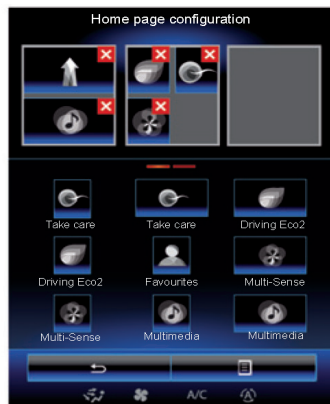 Home page configuration
Take care Take care Driving Eco2
Driving Eco2 Favourites Multi-Sense
Multi-Sense Multimedia Multimedia
A/C